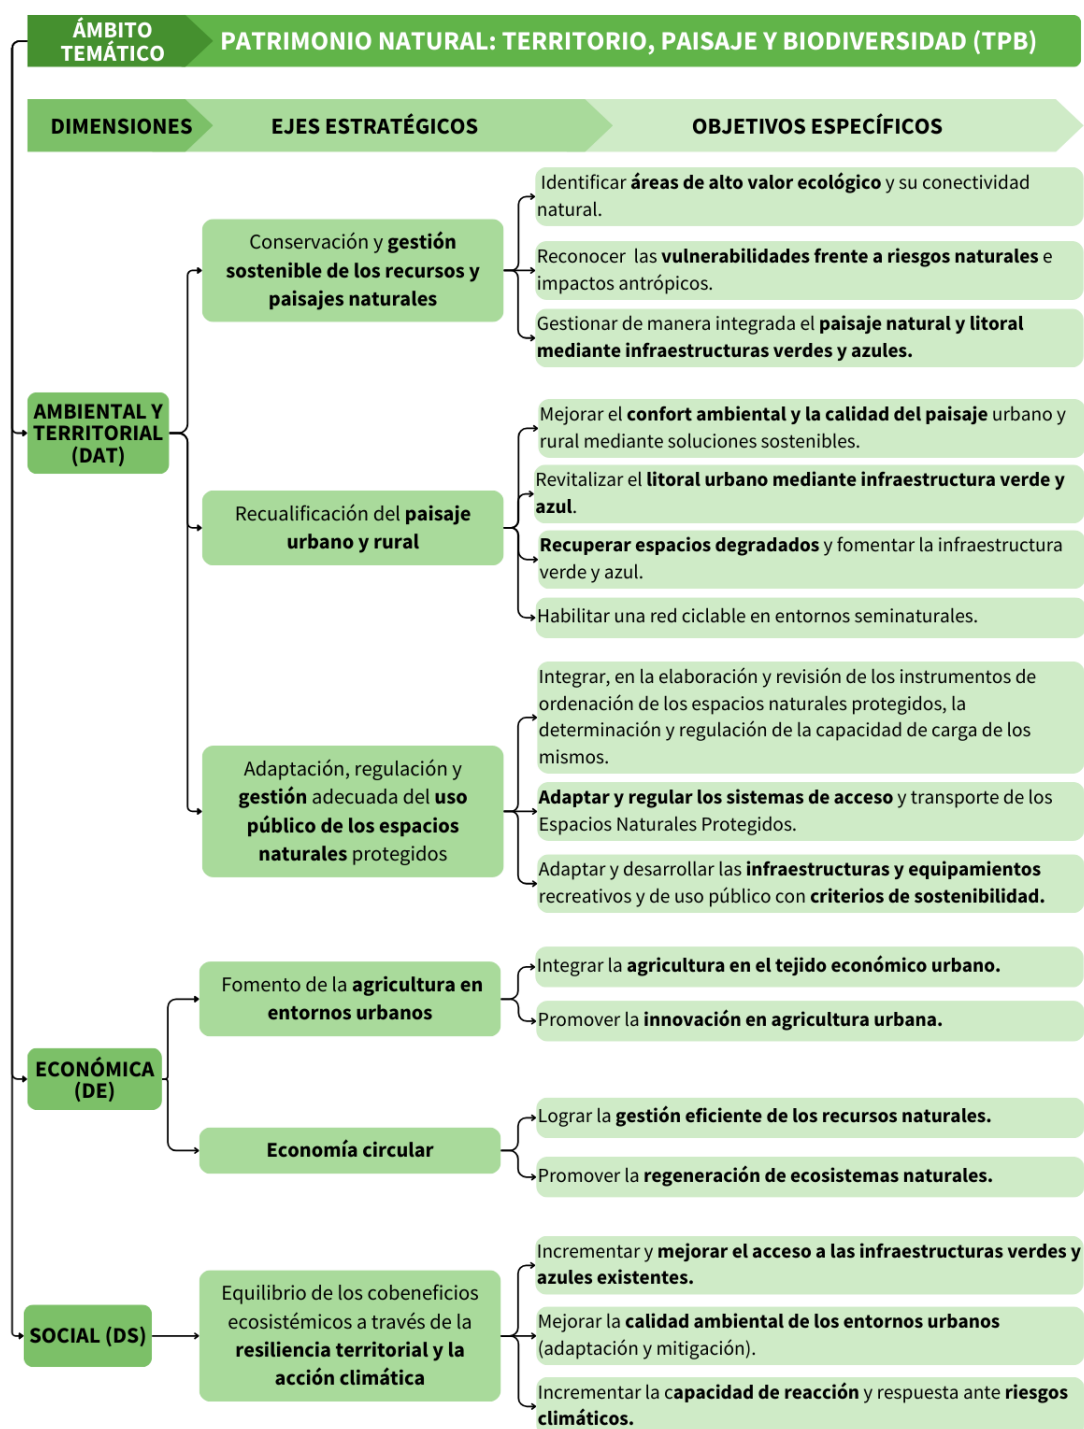 ÁMBITO
TEMÁTICO
PATRIMONIO NATURAL: TERRITORIO, PAISAJE Y BIODIVERSIDAD (TPB)
DIMENSIONES
EJES ESTRATÉGICOS
OBJETIVOS ESPECÍFICOS
AMBIENTAL Y
TERRITORIAL
(DAT)
Conservación y gestión
sostenible de los recursos y
paisajes naturales
Identificar áreas de alto valor ecológico y su conectividad
natural.
Reconocer las vulnerabilidades frente a riesgos naturales e
impactos antrópicos.
Gestionar de manera integrada el paisaje natural y litoral
mediante infraestructuras verdes y azules.
Recualificación del paisaje
urbano y rural
Mejorar el confort ambiental y la calidad del paisaje urbano y
rural mediante soluciones sostenibles.
Revitalizar el litoral urbano mediante infraestructura verde y
azul.
Recuperar espacios degradados y fomentar la infraestructura
verde y azul.
Habilitar una red ciclable en entornos seminaturales.
Adaptación, regulación y
gestión adecuada del uso
público de los espacios
naturales protegidos
Integrar, en la elaboración y revisión de los instrumentos de
ordenación de los espacios naturales protegidos, la
determinación y regulación de la capacidad de carga de los
mismos.
Adaptar y regular los sistemas de acceso y transporte de los
Espacios Naturales Protegidos.
Adaptar y desarrollar las infraestructuras y equipamientos
recreativos y de uso público con criterios de sostenibilidad.
ECONÓMICA
(DE)
Fomento de la agricultura en
entornos urbanos
Integrar la agricultura en el tejido económico urbano.
Promover la innovación en agricultura urbana.
Economía circular
Lograr la gestión eficiente de los recursos naturales.
Promover la regeneración de ecosistemas naturales.
SOCIAL (DS)
Equilibrio de los cobeneficios
ecosistémicos a través de la
resiliencia territorial y la
acción climática
Incrementar y mejorar el acceso a las infraestructuras verdes y
azules existentes.
Mejorar la calidad ambiental de los entornos urbanos
(adaptación y mitigación).
Incrementar la capacidad de reacción y respuesta ante riesgos
climáticos.